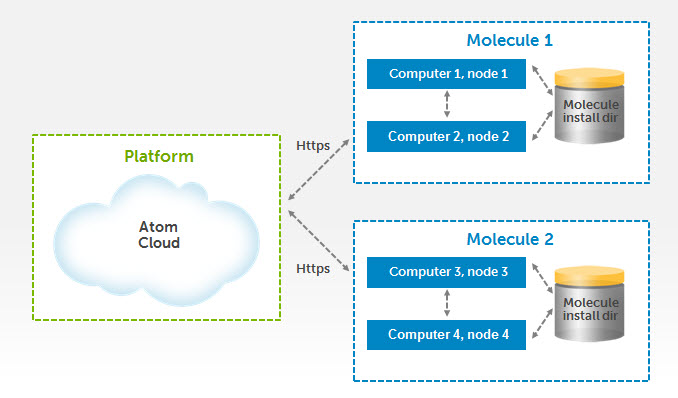 Platform
Atom
Cloud
Https
Https
Molecule 1
Computer 1, node 1
Computer 2, node 2
Molecule
install dir
Molecule 2
Computer 3, node 3
Computer 4, node 4
Molecule
install dir